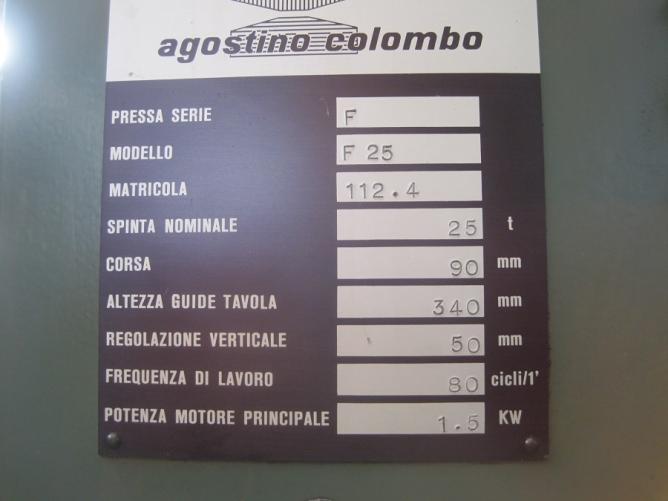 agostino colombo
PRESSA SERIE F
MODELLO F 25
MATRICOLA 112.4
SPINTA NOMINALE 25 t
CORSA 90 mm
ALTEZZA GUIDE TAVOLA 340 mm
REGOLAZIONE VERTICALE 50 mm
FREQUENZA DI LAVORO 80 cicli/1'
POTENZA MOTORE PRINCIPALE 1.5 KW